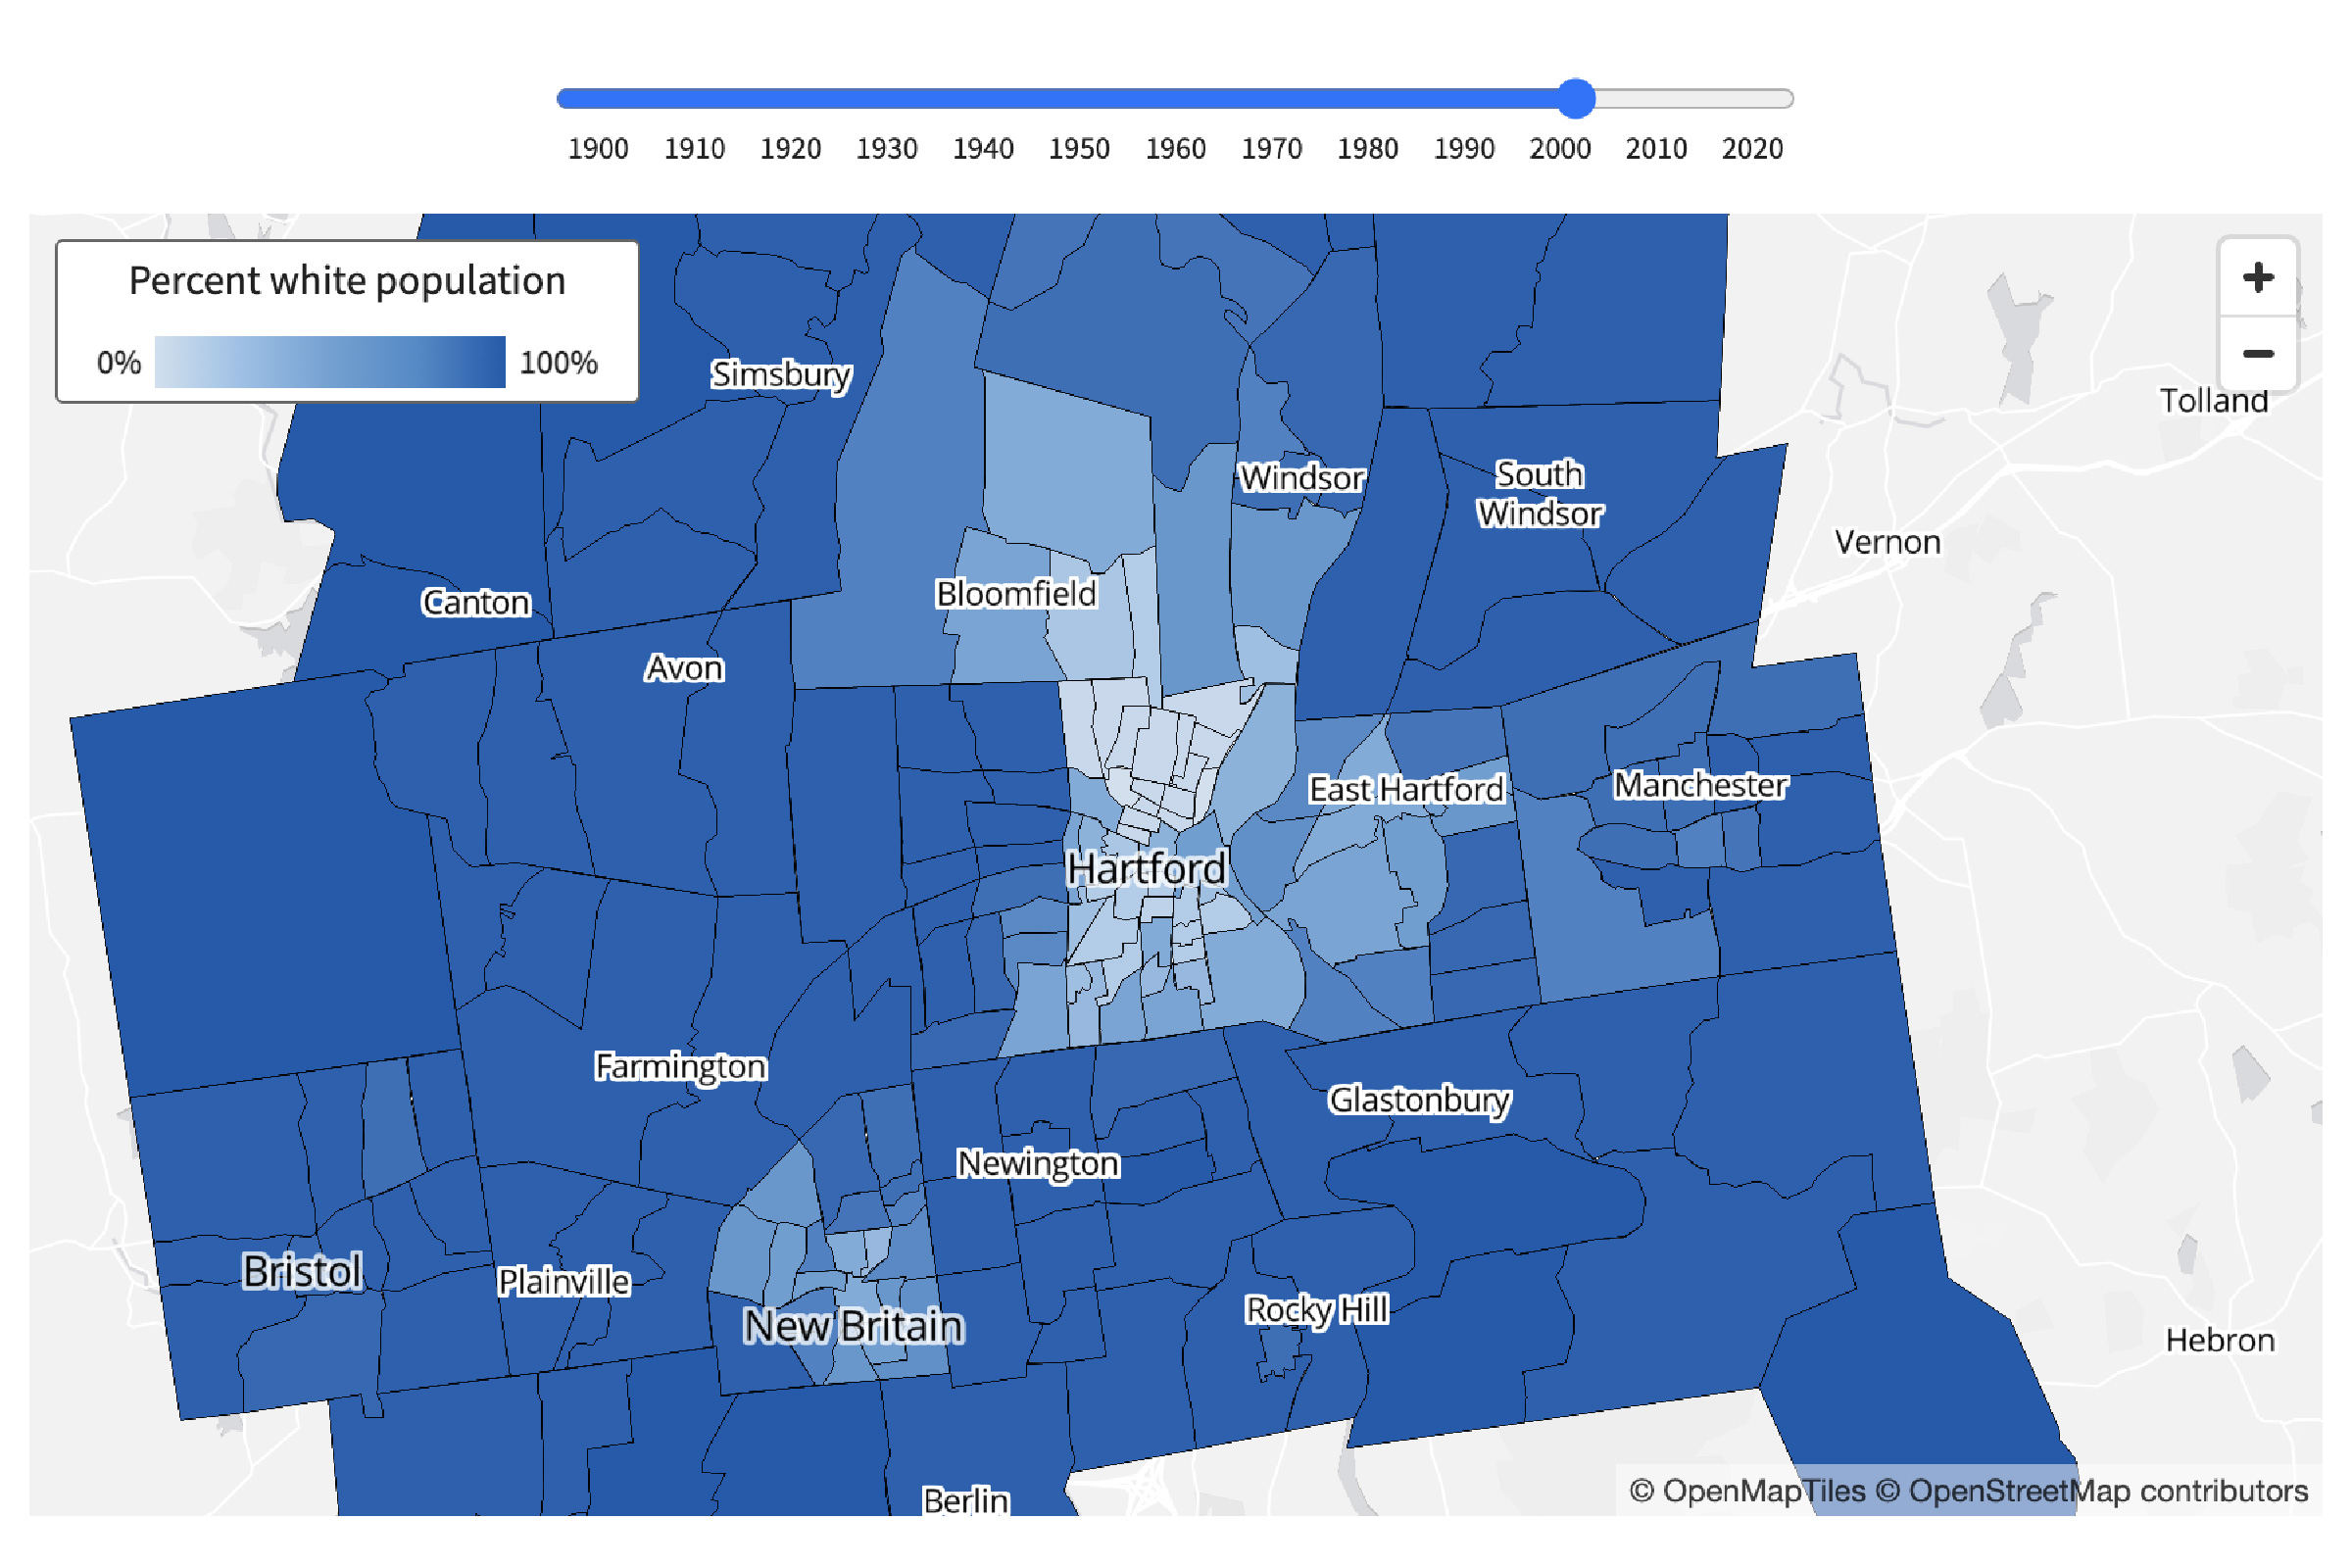 1900 1910 1920 1930 1940 1950 1960 1970 1980 1990 2000 2010 2020
Percent white population
0% 100%
+
−
Simsbury
Tolland
Windsor
South
Windsor
Vernon
Canton
Bloomfield
Avon
East Hartford
Manchester
Hartford
Farmington
Glastonbury
Newington
Bristol
Plainville
New Britain
Rocky Hill
Hebron
Berlin
© OpenMapTiles © OpenStreetMap contributors